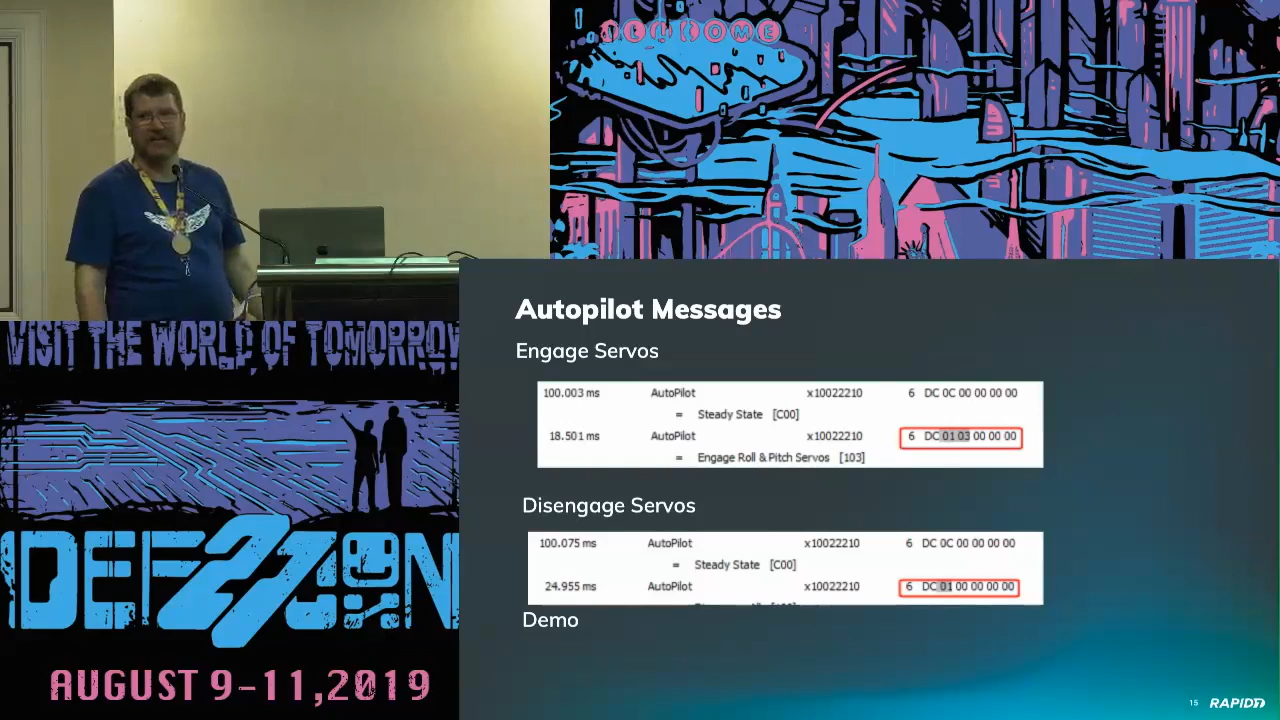 WELCOME
VISIT THE WORLD OF TOMORROW
DEF CON
27
AUGUST 9-11,2019
Autopilot Messages
Engage Servos
100.003 ms AutoPilot x10022210 6 DC 0C 00 00 00 00
= Steady State [C00]
18.501 ms AutoPilot x10022210 6 DC 01 03 00 00 00
= Engage Roll & Pitch Servos [103]
Disengage Servos
100.075 ms AutoPilot x10022210 6 DC 0C 00 00 00 00
= Steady State [C00]
24.955 ms AutoPilot x10022210 6 DC 01 00 00 00 00
Demo
15 RAPID7